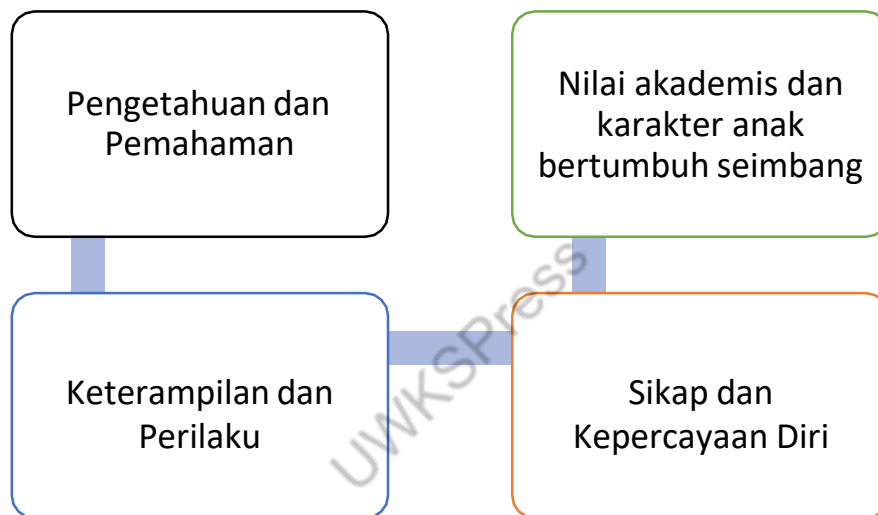 Pengetahuan dan
Pemahaman
Keterampilan dan
Perilaku
Sikap dan
Kepercayaan Diri
Nilai akademis dan
karakter anak
bertumbuh seimbang
UWKSPress